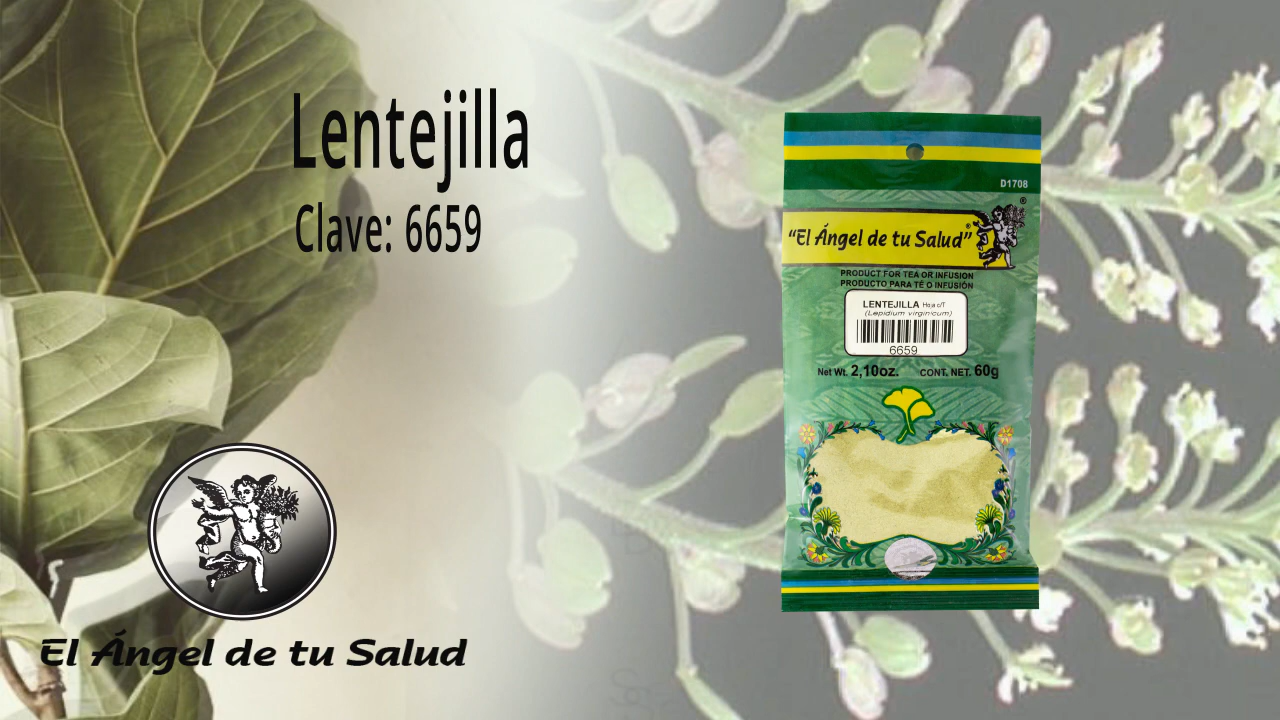 Lentejilla
Clave: 6659
D1708
®
“El Ángel de tu Salud”®
PRODUCT FOR TEA OR INFUSION
PRODUCTO PARA TÉ O INFUSIÓN
LENTEJILLA Hoja c/T
(Lepidium virginicum)
6659
Net Wt. 2,10oz. CONT. NET. 60g
El Ángel de tu Salud